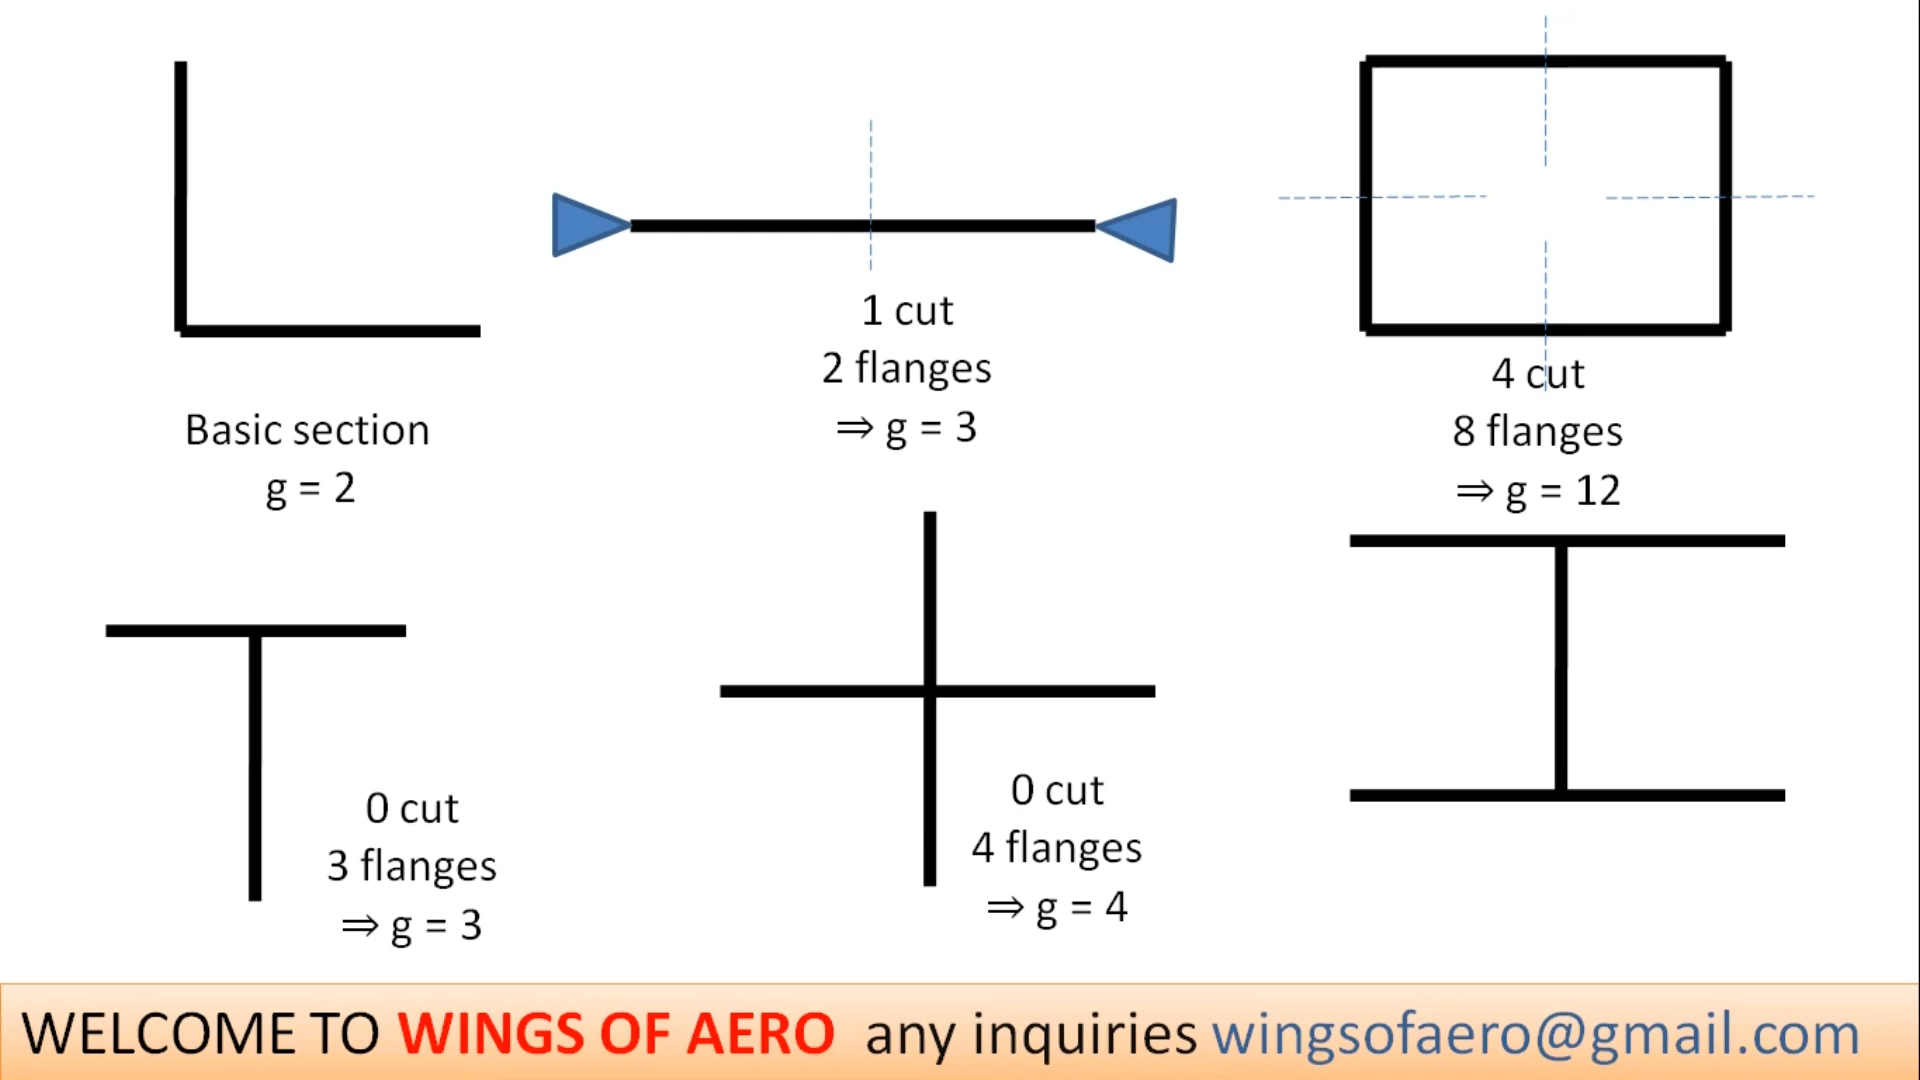 Basic section
g = 2
1 cut
2 flanges
⇒ g = 3
4 cut
8 flanges
⇒ g = 12
0 cut
3 flanges
⇒ g = 3
0 cut
4 flanges
⇒ g = 4
WELCOME TO WINGS OF AERO any inquiries wingsofaero@gmail.com